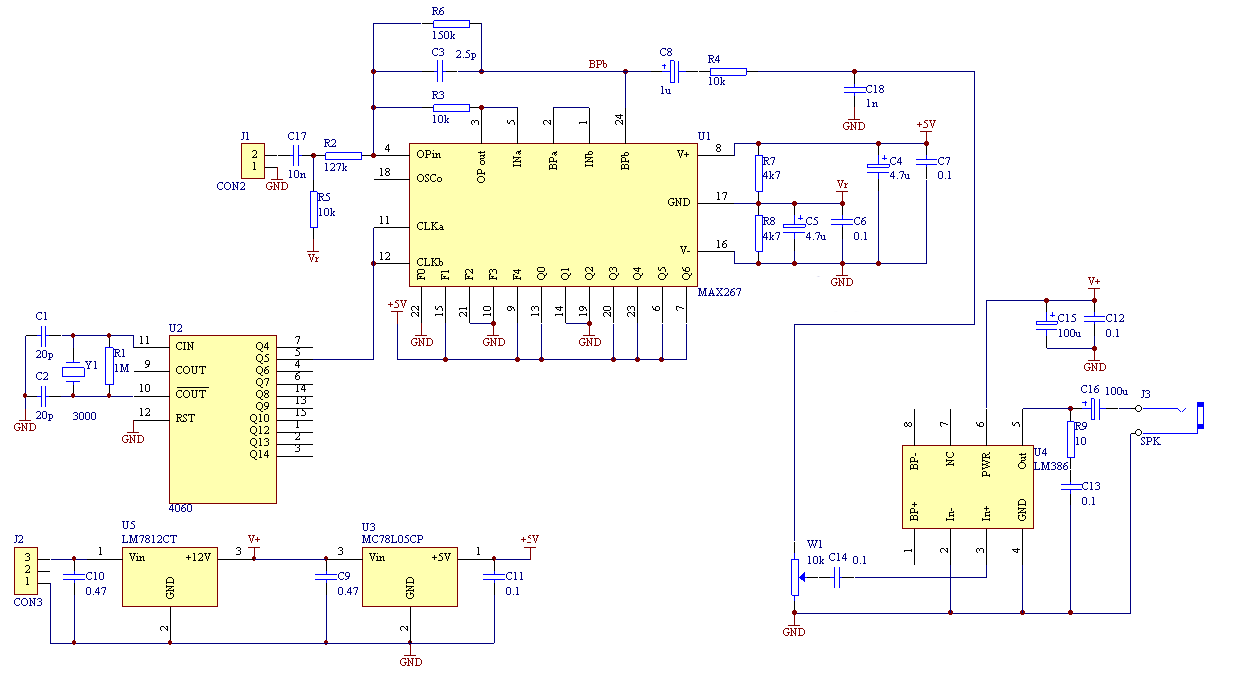 R6
150k
C3
2.5p
BPb
C8
+
1u
R4
10k
C18
1n
GND
R3
10k
3
5
2
1
24
J1
2
1
CON2
GND
C17
10n
R2
127k
R5
10k
Vr
U1
MAX267
4
OPin
18
OSCo
11
CLKa
12
CLKb
OP out
INa
BPa
INb
BPb
V+
8
GND
17
V-
16
F0
F1
F2
F3
F4
Q0
Q1
Q2
Q3
Q4
Q5
Q6
22
15
21
10
9
13
14
19
20
23
6
7
+5V
GND
GND
GND
R7
4k7
R8
4k7
+
C5
4.7u
Vr
C6
0.1
+
C4
4.7u
+5V
C7
0.1
GND
C1
20p
C2
20p
GND
Y1
3000
R1
1M
U2
4060
11
CIN
9
COUT
10
COUT
12
RST
GND
Q4
7
Q5
5
Q6
4
Q7
6
Q8
14
Q9
13
Q10
15
Q12
1
Q13
2
Q14
3
V+
+
C15
100u
C12
0.1
GND
C16
+
100u
J3
SPK
R9
10
C13
0.1
U4
LM386
8
7
6
5
BP-
NC
PWR
Out
BP+
In-
In+
GND
1
2
3
4
W1
10k
C14
0.1
GND
J2
3
2
1
CON3
C10
0.47
U5
LM7812CT
1
Vin
+12V
3
GND
2
V+
C9
0.47
U3
MC78L05CP
3
Vin
+5V
1
GND
2
GND
C11
0.1
+5V